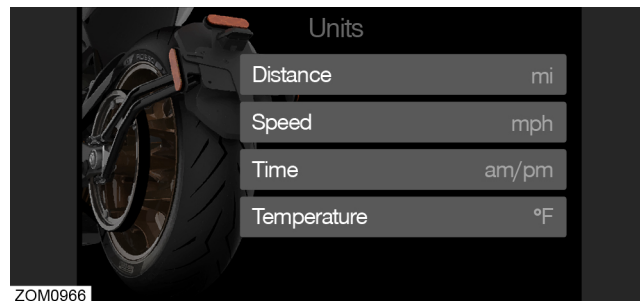 Units
Distance mi
Speed mph
Time am/pm
Temperature °F
ZOM0966